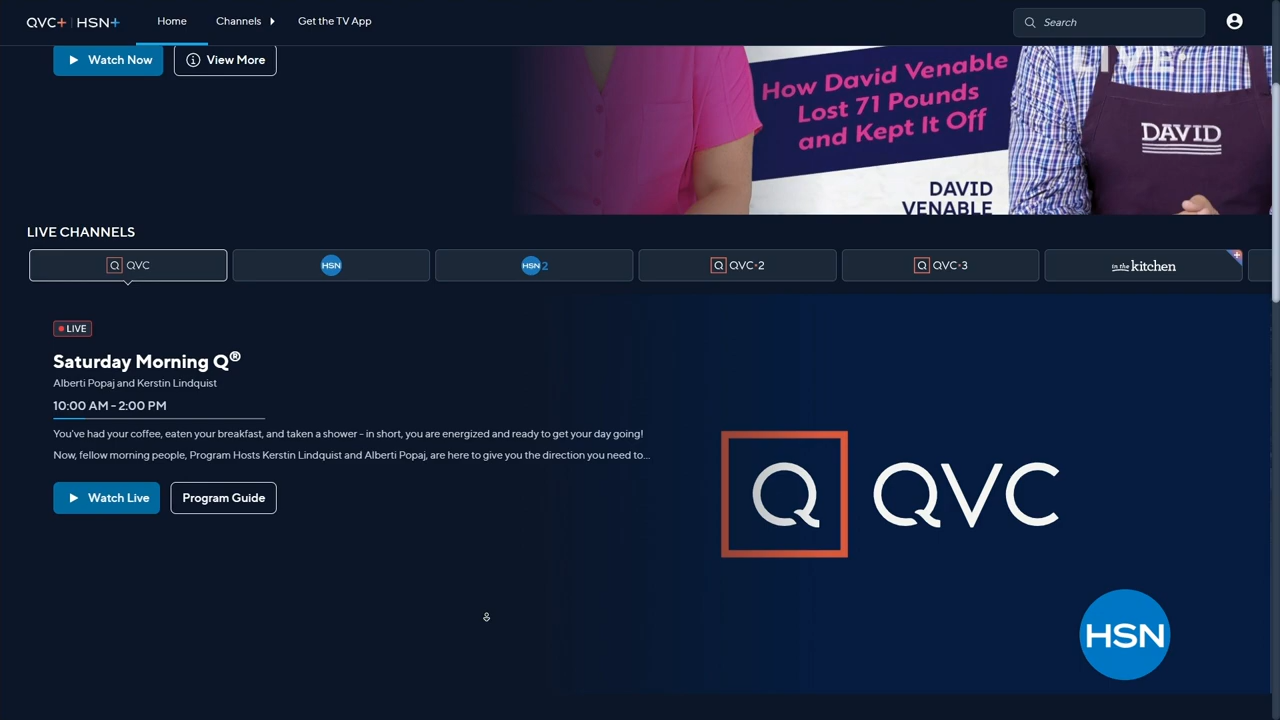 QVC+ | HSN+
Home
Channels
Get the TV App
Search
Watch Now
View More
How David Venable
Lost 71 Pounds
and Kept It Off
DAVID
VENABLE
LIVE
DAVID
LIVE CHANNELS
Q QVC
HSN
HSN2
Q QVC•2
Q QVC•3
in the kitchen
LIVE
Saturday Morning Q®
Alberti Popaj and Kerstin Lindquist
10:00 AM - 2:00 PM
You've had your coffee, eaten your breakfast, and taken a shower - in short, you are energized and ready to get your day going!
Now, fellow morning people, Program Hosts Kerstin Lindquist and Alberti Popaj, are here to give you the direction you need to...
Watch Live
Program Guide
Q QVC
HSN